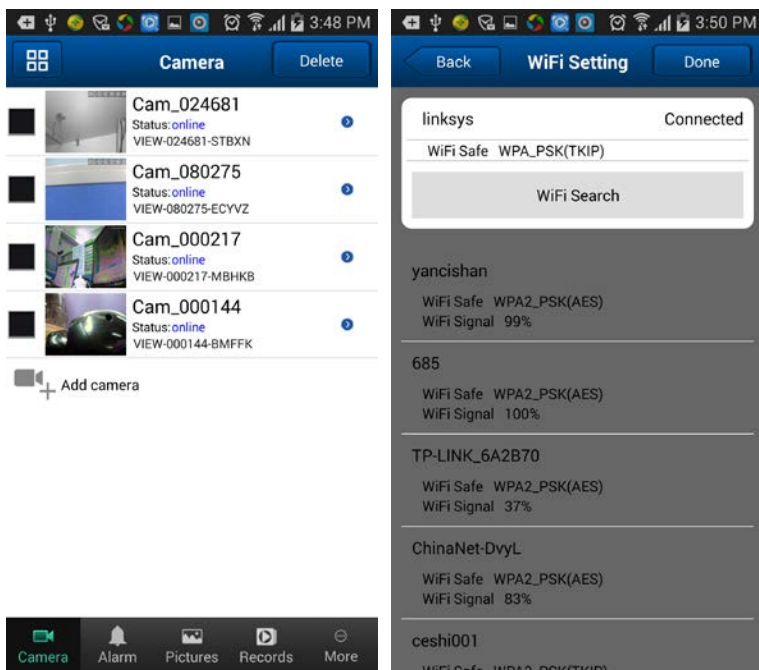 3:48 PM
Camera
Delete
Cam_024681
Status:online
VIEW-024681-STBXN
Cam_080275
Status:online
VIEW-080275-ECYVZ
Cam_000217
Status:online
VIEW-000217-MBHKB
Cam_000144
Status:online
VIEW-000144-BMFFK
Add camera
Camera
Alarm
Pictures
Records
More
3:50 PM
Back
WiFi Setting
Done
linksys
Connected
WiFi Safe WPA_PSK(TKIP)
WiFi Search
yancishan
WiFi Safe WPA2_PSK(AES)
WiFi Signal 99%
685
WiFi Safe WPA2_PSK(AES)
WiFi Signal 100%
TP-LINK_6A2B70
WiFi Safe WPA2_PSK(AES)
WiFi Signal 37%
ChinaNet-DvyL
WiFi Safe WPA2_PSK(AES)
WiFi Signal 83%
ceshi001
WiFi Safe WPA2_PSK(TKIP)